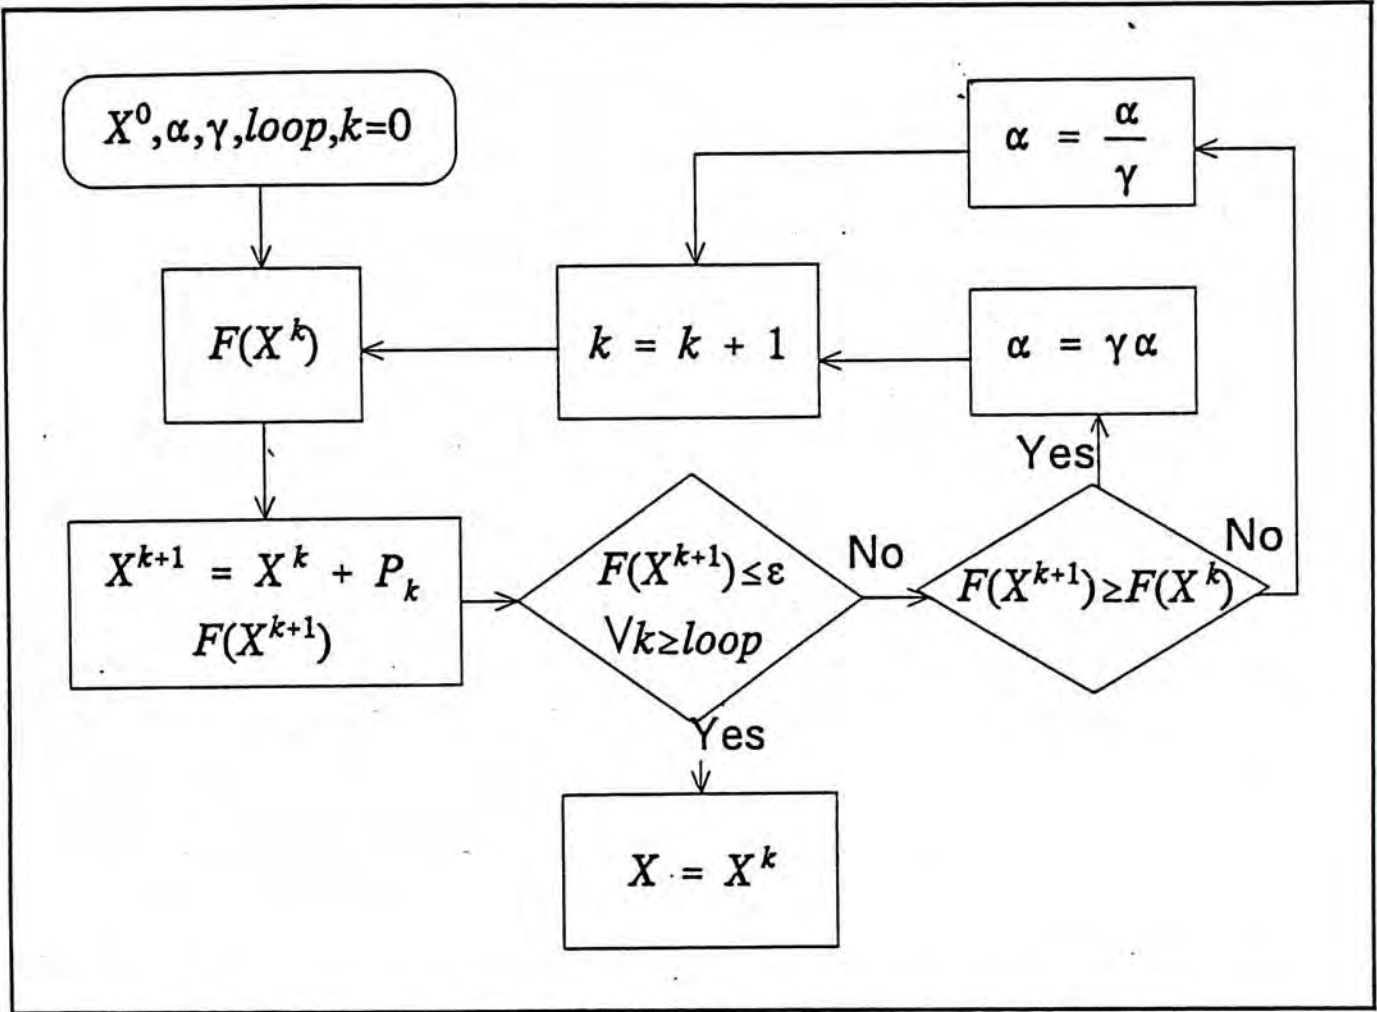 X⁰,α,γ,loop,k=0
α = α/γ
F(Xᵏ)
k = k + 1
α = γα
Yes
Xᵏ⁺¹ = Xᵏ + Pₖ
F(Xᵏ⁺¹)
F(Xᵏ⁺¹)≤ε
∀k≥loop
No
F(Xᵏ⁺¹)≥F(Xᵏ)
No
Yes
X = Xᵏ